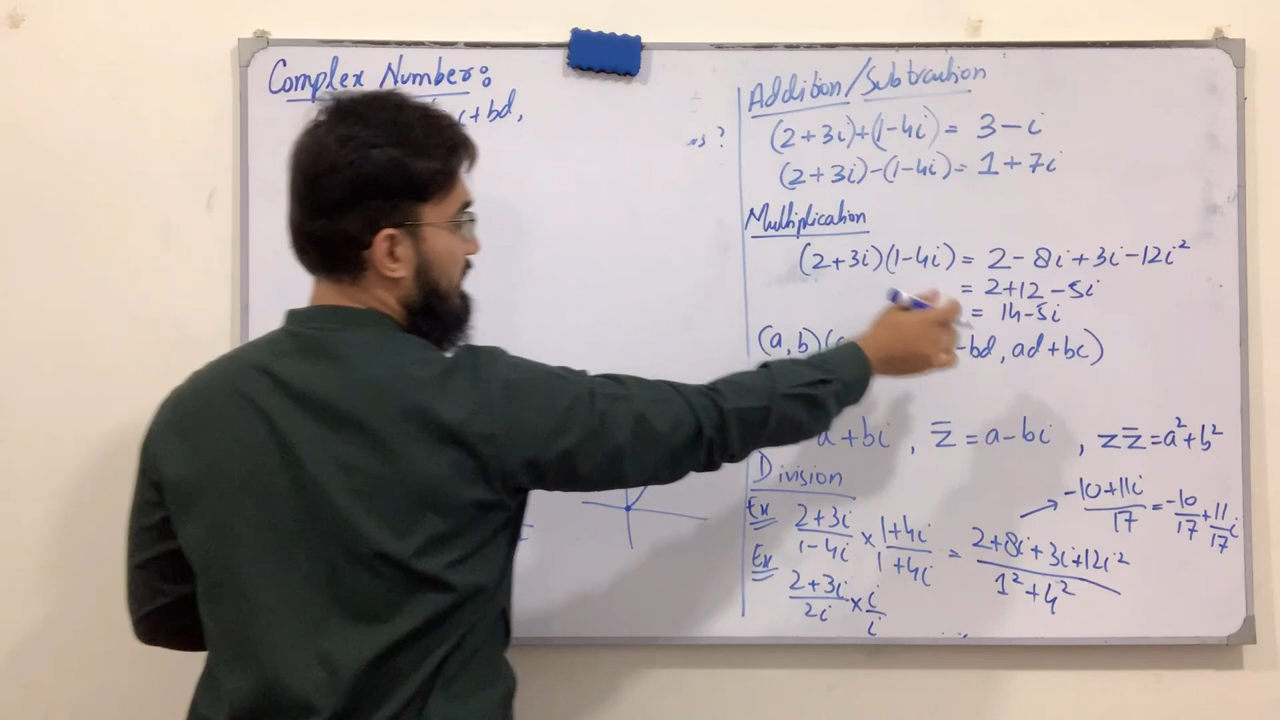 Complex Number:
c+bd,
?
Addition/Subtraction
(2+3i)+(1-4i) = 3-i
(2+3i)-(1-4i) = 1+7i
Multiplication
(2+3i)(1-4i) = 2-8i+3i-12i²
= 2+12-5i
= 14-5i
(a,b)( -bd, ad+bc)
a+bi, z̅ = a-bi, zz̅ = a²+b²
Division
Ex 2+3i/1-4i × 1+4i/1+4i = 2+8i+3i+12i²/1²+4² → -10+11i/17 = -10/17 + 11/17 i
Ex 2+3i/2i × i/i